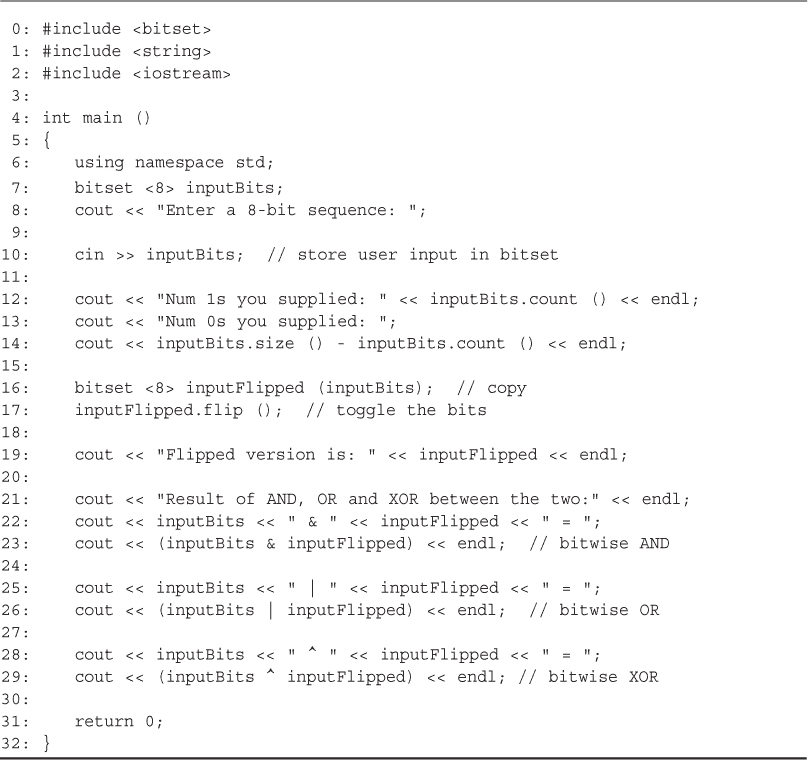 0: #include <bitset>
1: #include <string>
2: #include <iostream>
3:
4: int main ()
5: {
6:    using namespace std;
7:    bitset <8> inputBits;
8:    cout << "Enter a 8-bit sequence: ";
9:
10:    cin >> inputBits;  // store user input in bitset
11:
12:    cout << "Num 1s you supplied: " << inputBits.count () << endl;
13:    cout << "Num 0s you supplied: ";
14:    cout << inputBits.size () - inputBits.count () << endl;
15:
16:    bitset <8> inputFlipped (inputBits);  // copy
17:    inputFlipped.flip ();  // toggle the bits
18:
19:    cout << "Flipped version is: " << inputFlipped << endl;
20:
21:    cout << "Result of AND, OR and XOR between the two:" << endl;
22:    cout << inputBits << " & " << inputFlipped << " = ";
23:    cout << (inputBits & inputFlipped) << endl;  // bitwise AND
24:
25:    cout << inputBits << " | " << inputFlipped << " = ";
26:    cout << (inputBits | inputFlipped) << endl;  // bitwise OR
27:
28:    cout << inputBits << " ^ " << inputFlipped << " = ";
29:    cout << (inputBits ^ inputFlipped) << endl; // bitwise XOR
30:
31:    return 0;
32: }